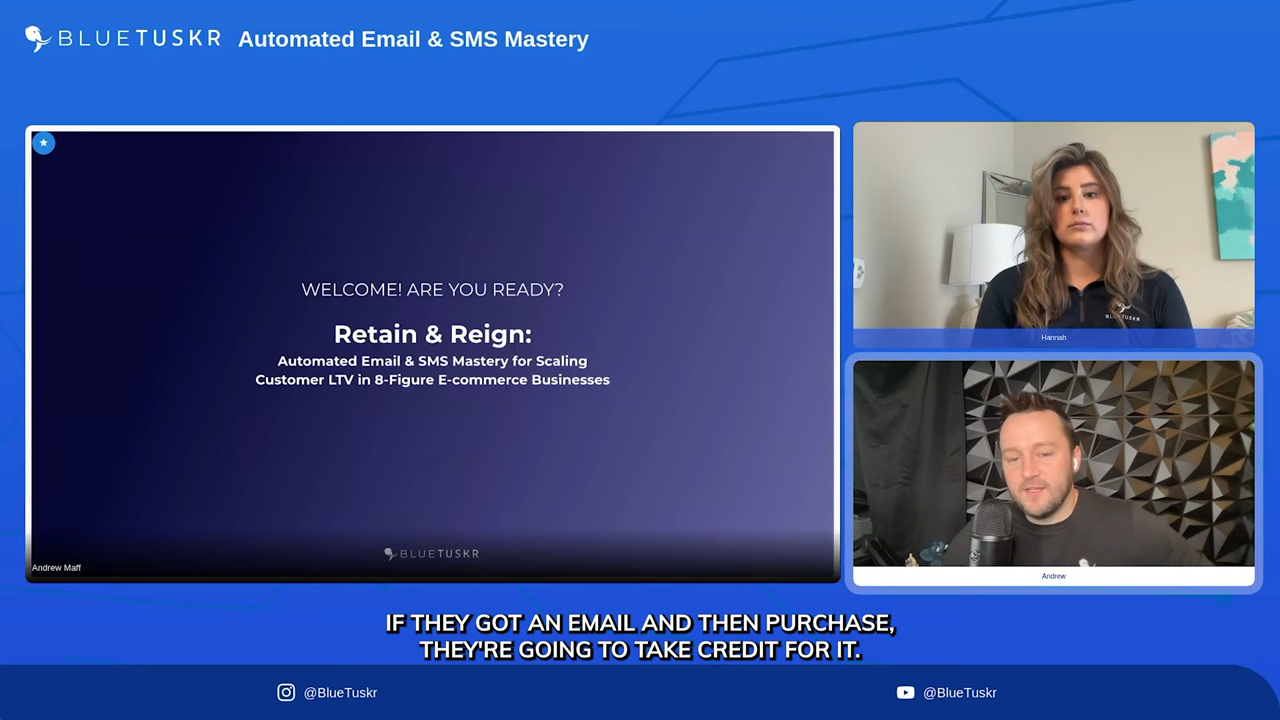 BLUETUSKR Automated Email & SMS Mastery
WELCOME! ARE YOU READY?
Retain & Reign:
Automated Email & SMS Mastery for Scaling
Customer LTV in 8-Figure E-commerce Businesses
BLUETUSKR
Andrew Maff
BLUETUSKR
Hannah
Andrew
IF THEY GOT AN EMAIL AND THEN PURCHASE,
THEY'RE GOING TO TAKE CREDIT FOR IT.
@BlueTuskr
@BlueTuskr